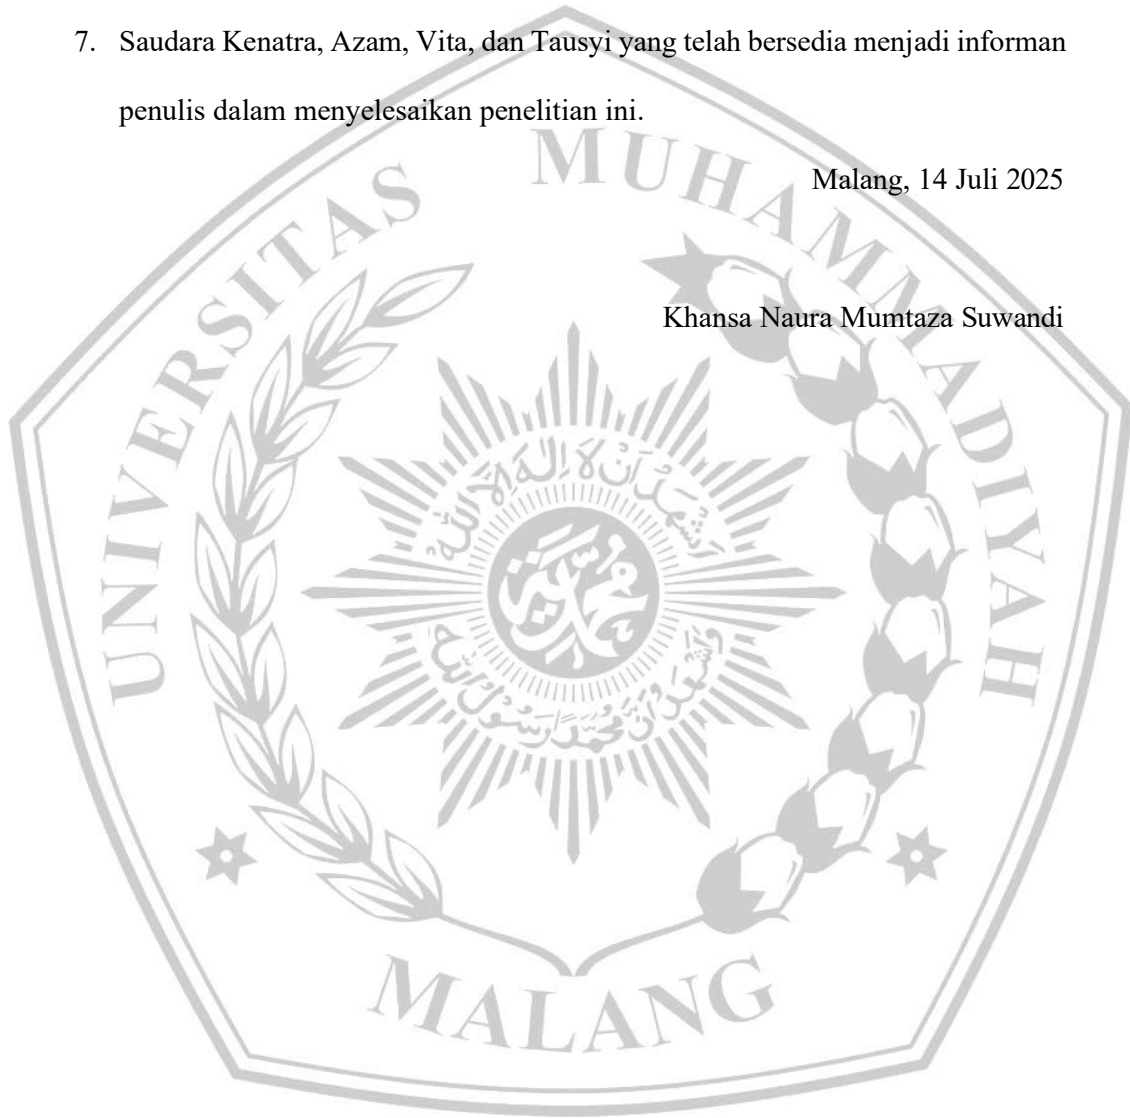 7. Saudara Kenatra, Azam, Vita, dan Tausyi yang telah bersedia menjadi informan
penulis dalam menyelesaikan penelitian ini.
Malang, 14 Juli 2025
Khansa Naura Mumtaza Suwandi
UNIVERSITAS MUHAMMADIYAH
MALANG